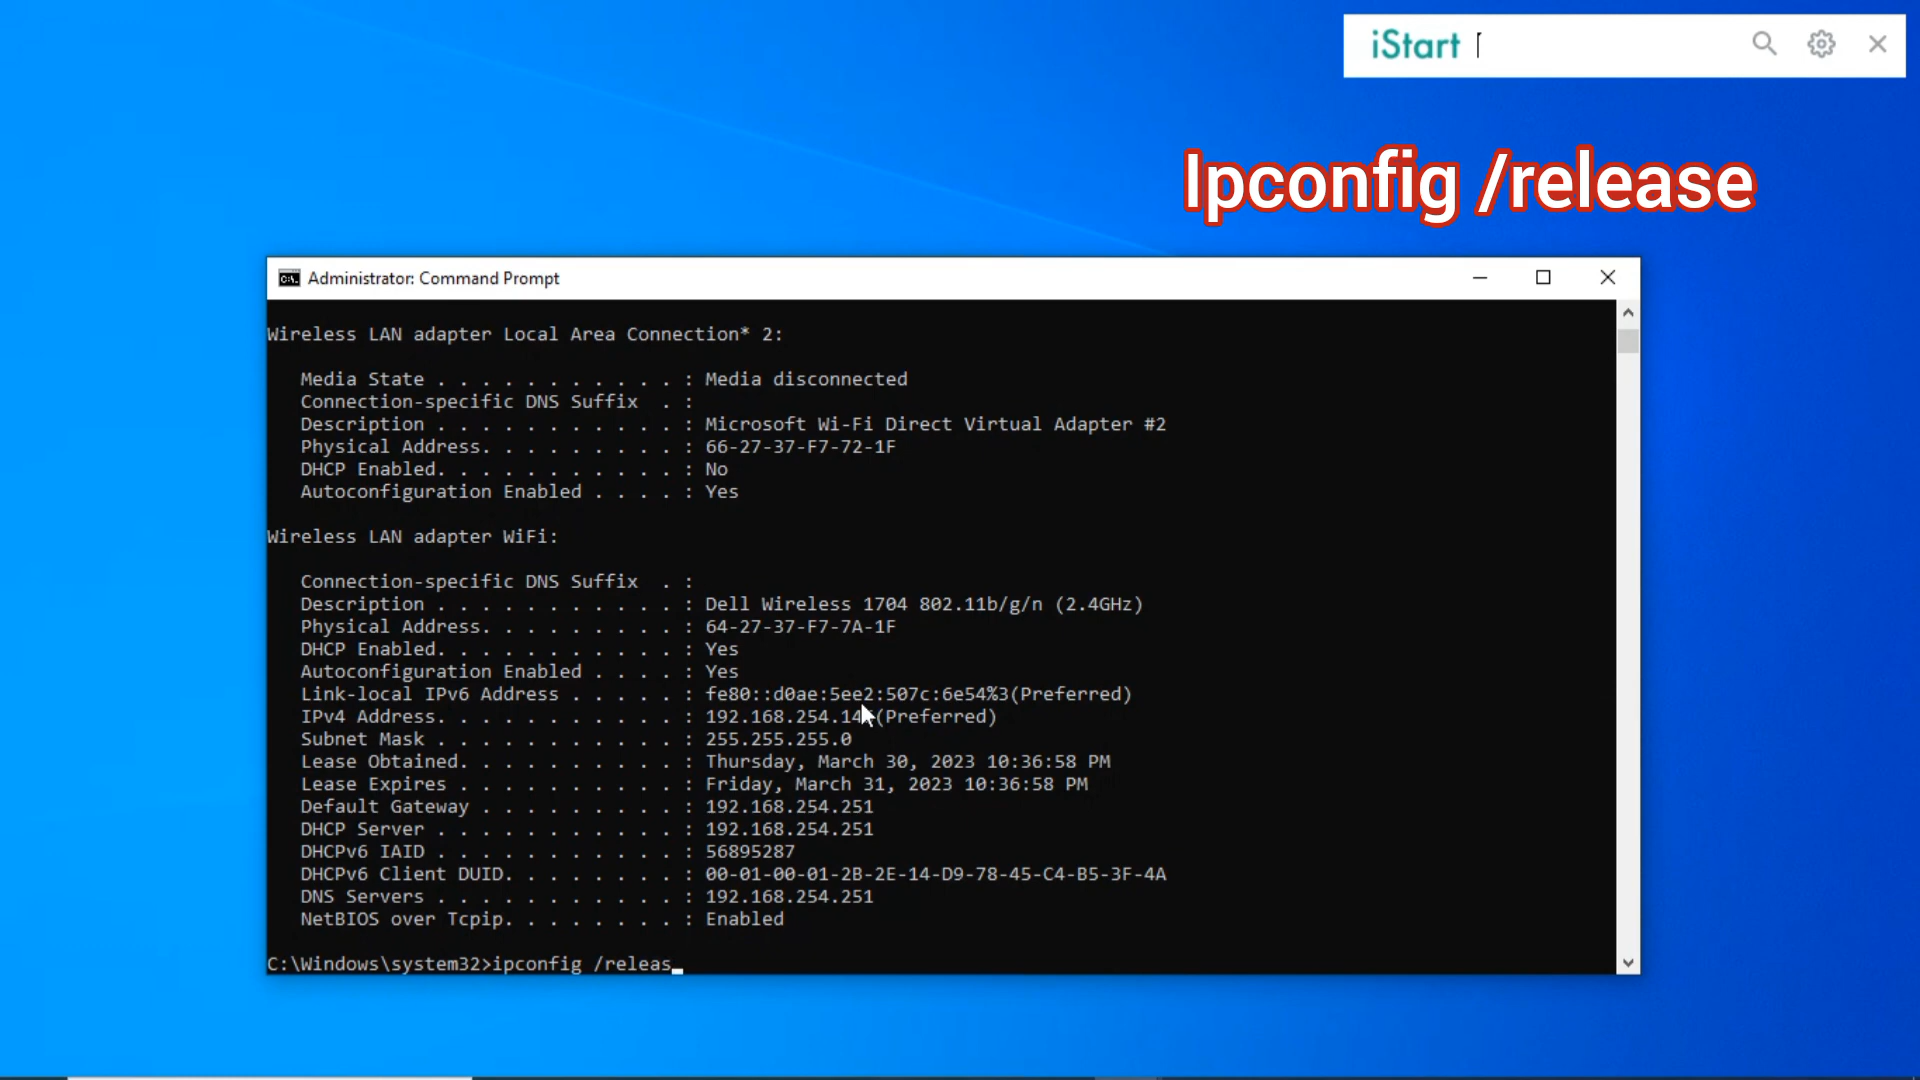 iStart
Ipconfig /release
Administrator: Command Prompt
Wireless LAN adapter Local Area Connection* 2:
Media State . . . . . . . . . . . : Media disconnected
Connection-specific DNS Suffix . :
Description . . . . . . . . . . . : Microsoft Wi-Fi Direct Virtual Adapter #2
Physical Address. . . . . . . . . : 66-27-37-F7-72-1F
DHCP Enabled. . . . . . . . . . . : No
Autoconfiguration Enabled . . . . : Yes
Wireless LAN adapter WiFi:
Connection-specific DNS Suffix . :
Description . . . . . . . . . . . : Dell Wireless 1704 802.11b/g/n (2.4GHz)
Physical Address. . . . . . . . . : 64-27-37-F7-7A-1F
DHCP Enabled. . . . . . . . . . . : Yes
Autoconfiguration Enabled . . . . : Yes
Link-local IPv6 Address . . . . . : fe80::d0ae:5ee2:507c:6e54%3(Preferred)
IPv4 Address. . . . . . . . . . . : (Preferred)
Subnet Mask . . . . . . . . . . . : 255.255.255.0
Lease Obtained. . . . . . . . . . : Thursday, March 30, 2023 10:36:58 PM
Lease Expires . . . . . . . . . . : Friday, March 31, 2023 10:36:58 PM
Default Gateway . . . . . . . . . : 192.168.254.251
DHCP Server . . . . . . . . . . . : 192.168.254.251
DHCPv6 IAID . . . . . . . . . . . : 56895287
DHCPv6 Client DUID. . . . . . . . : 00-01-00-01-2B-2E-14-D9-78-45-C4-B5-3F-4A
DNS Servers . . . . . . . . . . . : 192.168.254.251
NetBIOS over Tcpip. . . . . . . . : Enabled
C:\Windows\system32>ipconfig /releas